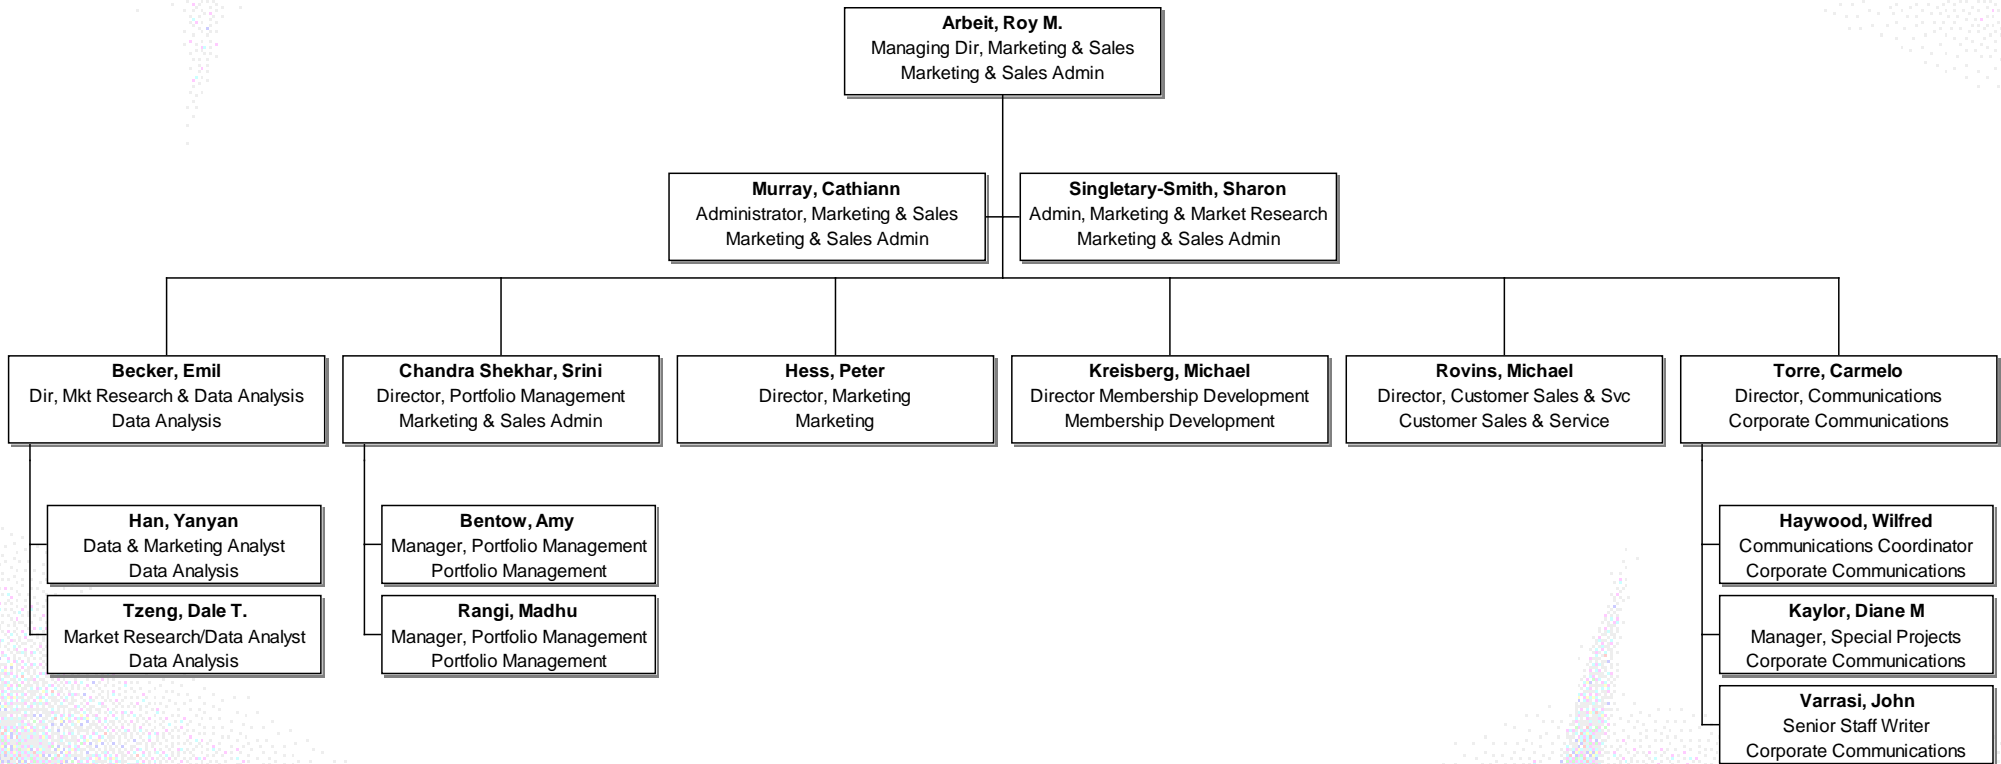 Arbeit, Roy M.
Managing Dir, Marketing & Sales
Marketing & Sales Admin
Murray, Cathiann
Administrator, Marketing & Sales
Marketing & Sales Admin
Singletary-Smith, Sharon
Admin, Marketing & Market Research
Marketing & Sales Admin
Becker, Emil
Dir, Mkt Research & Data Analysis
Data Analysis
Chandra Shekhar, Srini
Director, Portfolio Management
Marketing & Sales Admin
Hess, Peter
Director, Marketing
Marketing
Kreisberg, Michael
Director Membership Development
Membership Development
Rovins, Michael
Director, Customer Sales & Svc
Customer Sales & Service
Torre, Carmelo
Director, Communications
Corporate Communications
Han, Yanyan
Data & Marketing Analyst
Data Analysis
Tzeng, Dale T.
Market Research/Data Analyst
Data Analysis
Bentow, Amy
Manager, Portfolio Management
Portfolio Management
Rangi, Madhu
Manager, Portfolio Management
Portfolio Management
Haywood, Wilfred
Communications Coordinator
Corporate Communications
Kaylor, Diane M
Manager, Special Projects
Corporate Communications
Varrasi, John
Senior Staff Writer
Corporate Communications